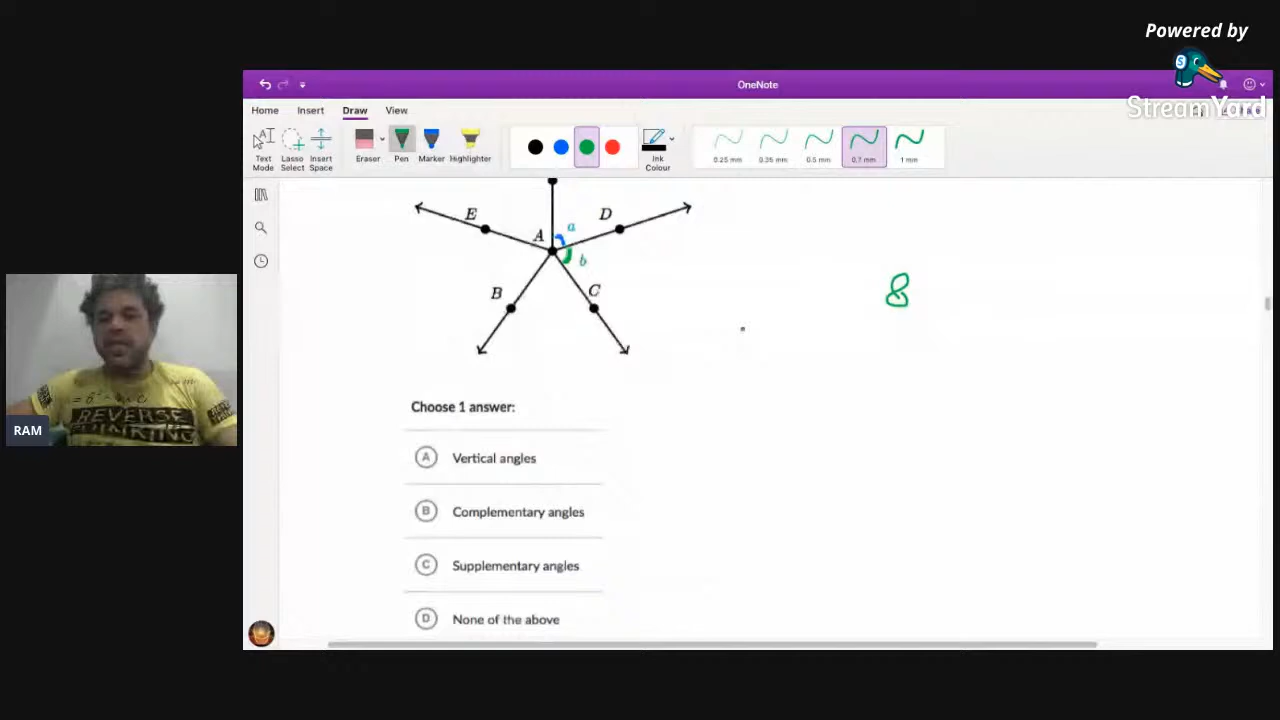 Powered by
StreamYard
S
OneNote
Home Insert Draw View
Text Mode
Lasso Select
Insert Space
Eraser
Pen
Marker
Highlighter
Ink Colour
0.25 mm
0.35 mm
0.5 mm
0.7 mm
1 mm
E
D
A
a
b
B
C
8
REVERSE
THINKING
RAM
Choose 1 answer:
A Vertical angles
B Complementary angles
C Supplementary angles
D None of the above